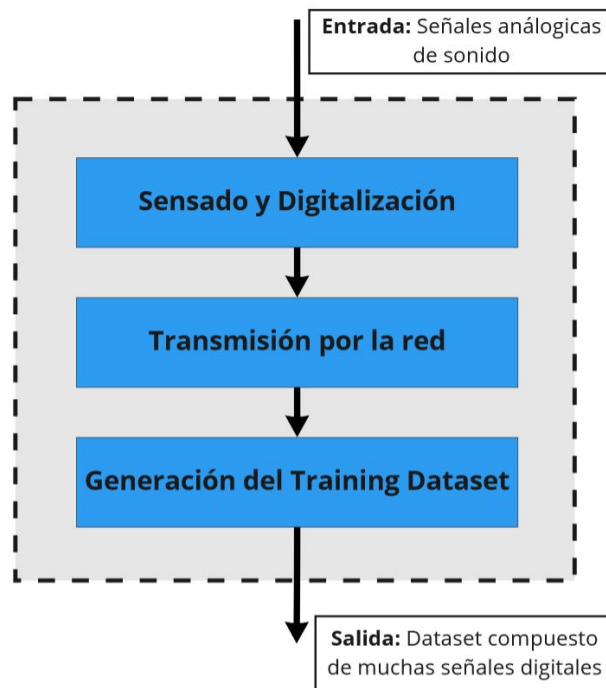 Entrada: Señales análogicas
de sonido
Sensado y Digitalización
Transmisión por la red
Generación del Training Dataset
Salida: Dataset compuesto
de muchas señales digitales